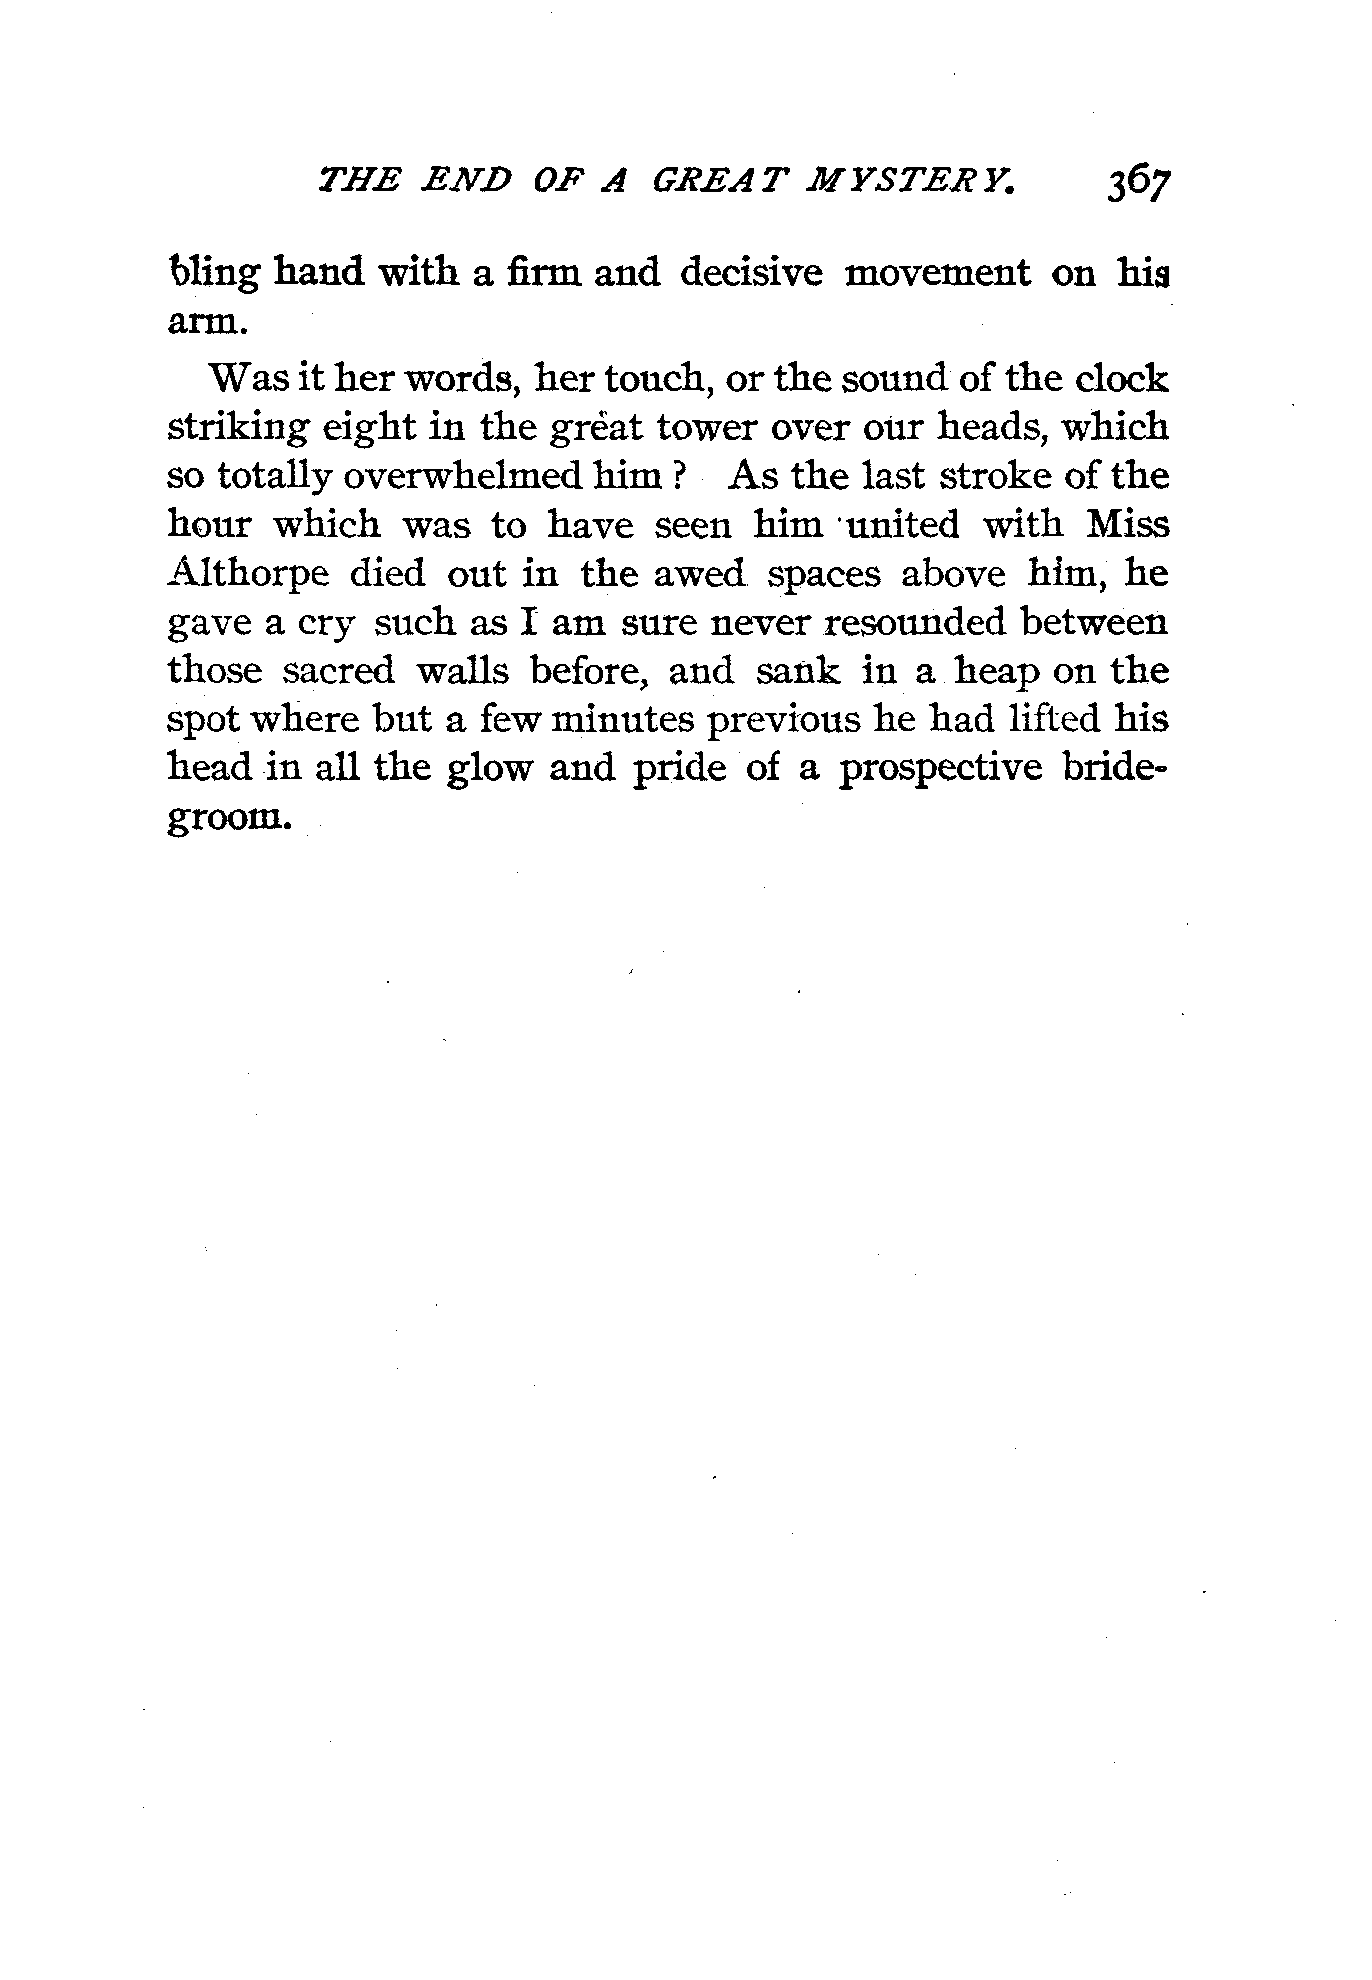 THE END OF A GREAT MYSTERY. 367
bling hand with a firm and decisive movement on his
arm.
Was it her words, her touch, or the sound of the clock
striking eight in the great tower over our heads, which
so totally overwhelmed him ? As the last stroke of the
hour which was to have seen him united with Miss
Althorpe died out in the awed spaces above him, he
gave a cry such as I am sure never resounded between
those sacred walls before, and sank in a heap on the
spot where but a few minutes previous he had lifted his
head in all the glow and pride of a prospective bride-
groom.